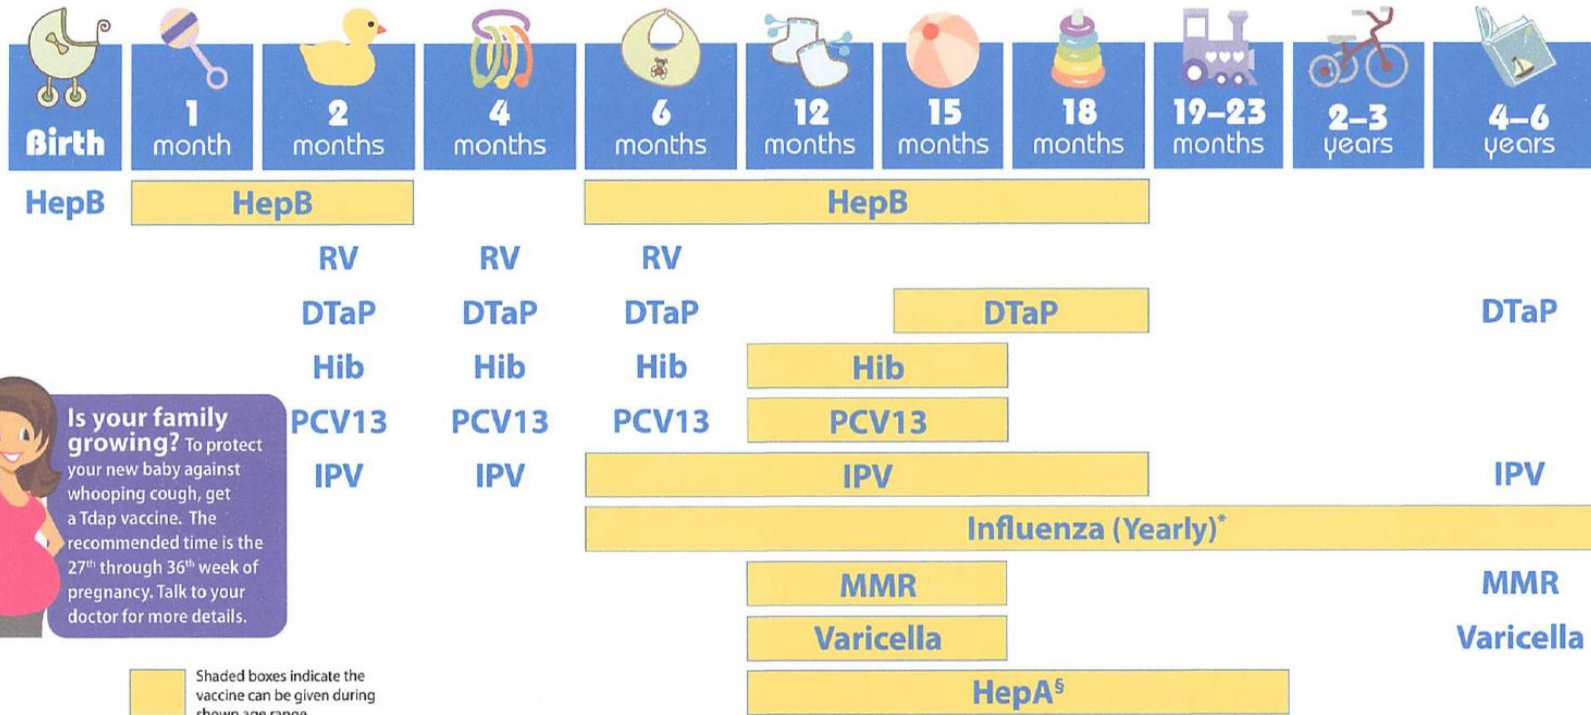 Birth
1 month
2 months
4 months
6 months
12 months
15 months
18 months
19–23 months
2–3 years
4–6 years
HepB HepB HepB
RV RV RV
DTaP DTaP DTaP DTaP DTaP
Hib Hib Hib Hib
PCV13 PCV13 PCV13 PCV13
IPV IPV IPV IPV
Influenza (Yearly)*
MMR MMR
Varicella Varicella
HepA§
Is your family
growing? To protect
your new baby against
whooping cough, get
a Tdap vaccine. The
recommended time is the
27th through 36th week of
pregnancy. Talk to your
doctor for more details.
Shaded boxes indicate the
vaccine can be given during
shown age range.